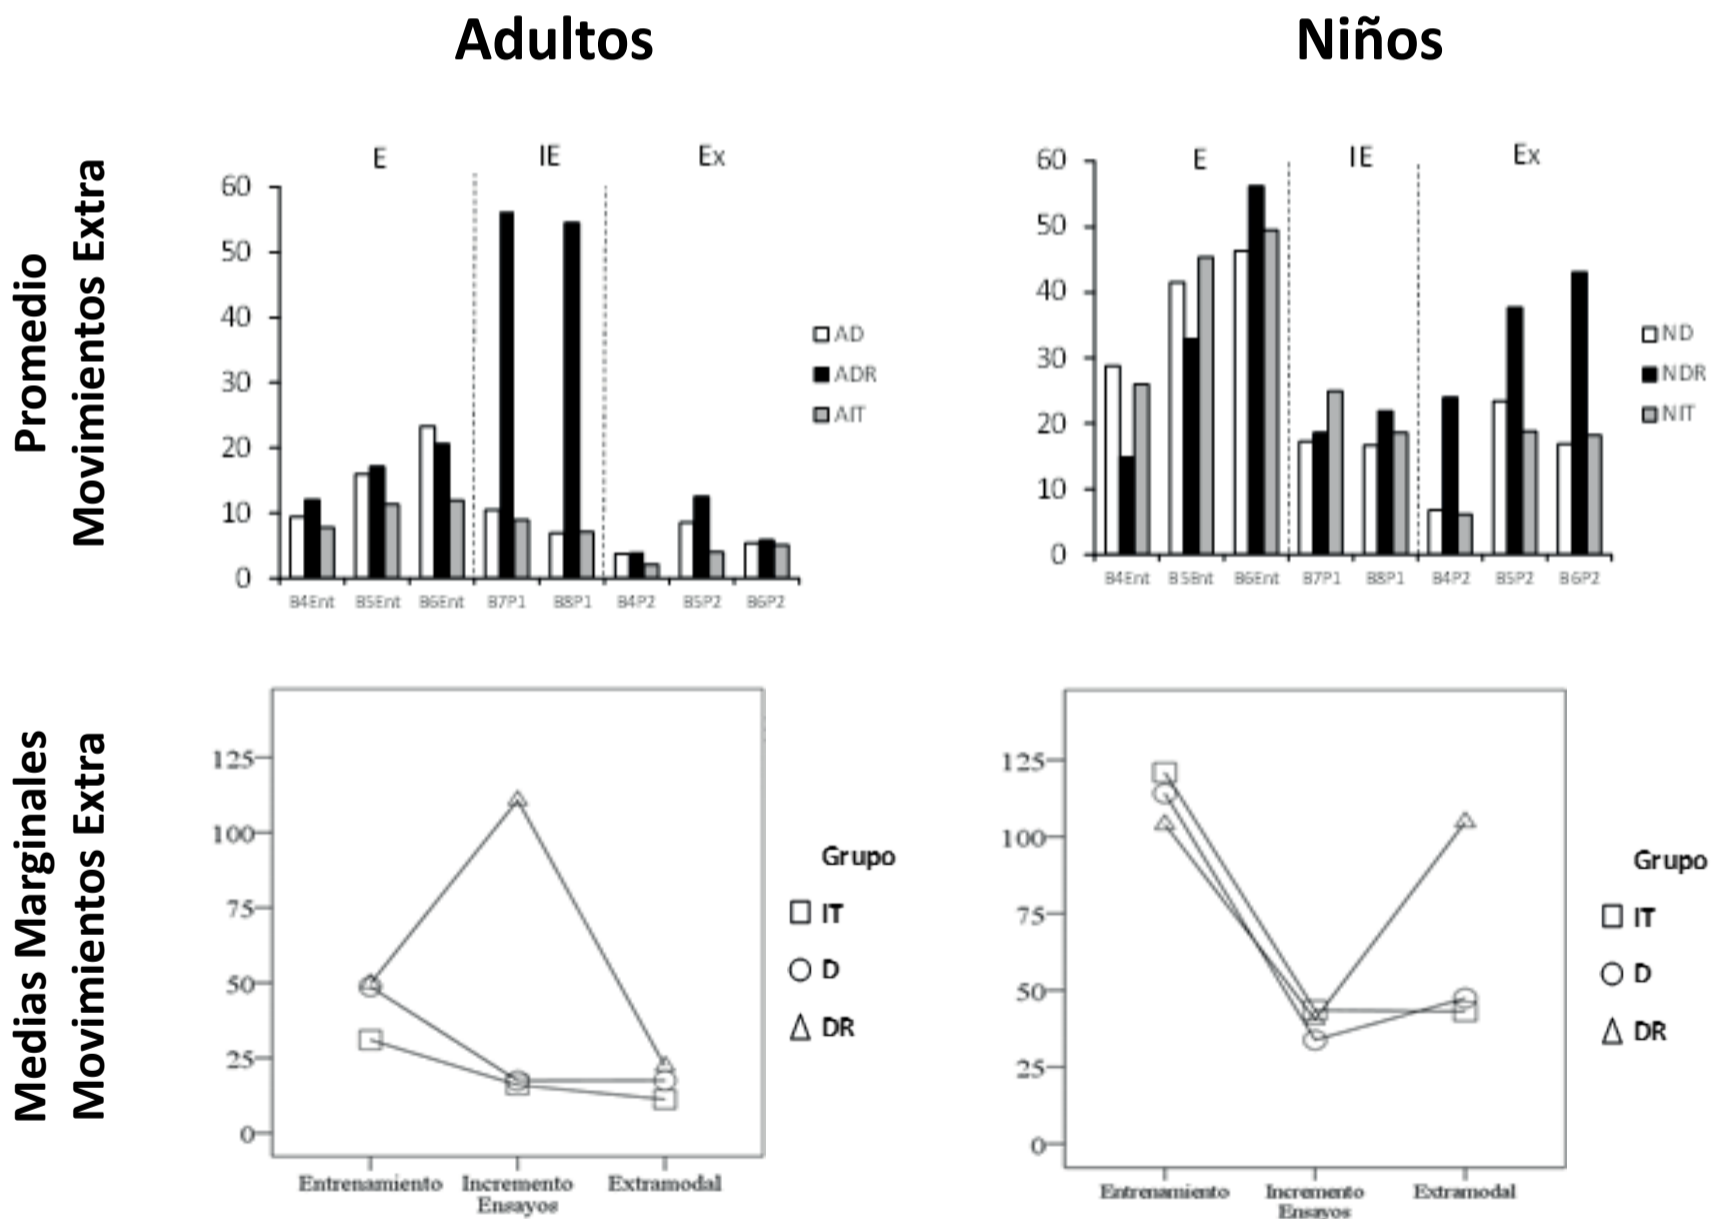 Adultos
Niños
Promedio
Movimientos Extra
E
IE
Ex
60
50
40
30
20
10
0
B4Ent
B5Ent
B6Ent
B7P1
B8P1
B4P2
B5P2
B6P2
AD
ADR
AIT
E
IE
Ex
60
50
40
30
20
10
0
B4Ent
B5Ent
B6Ent
B7P1
B8P1
B4P2
B5P2
B6P2
ND
NDR
NIT
Medias Marginales
Movimientos Extra
125
100
75
50
25
0
Entrenamiento
Incremento
Ensayos
Extramodal
Grupo
IT
D
DR
125
100
75
50
25
0
Entrenamiento
Incremento
Ensayos
Extramodal
Grupo
IT
D
DR